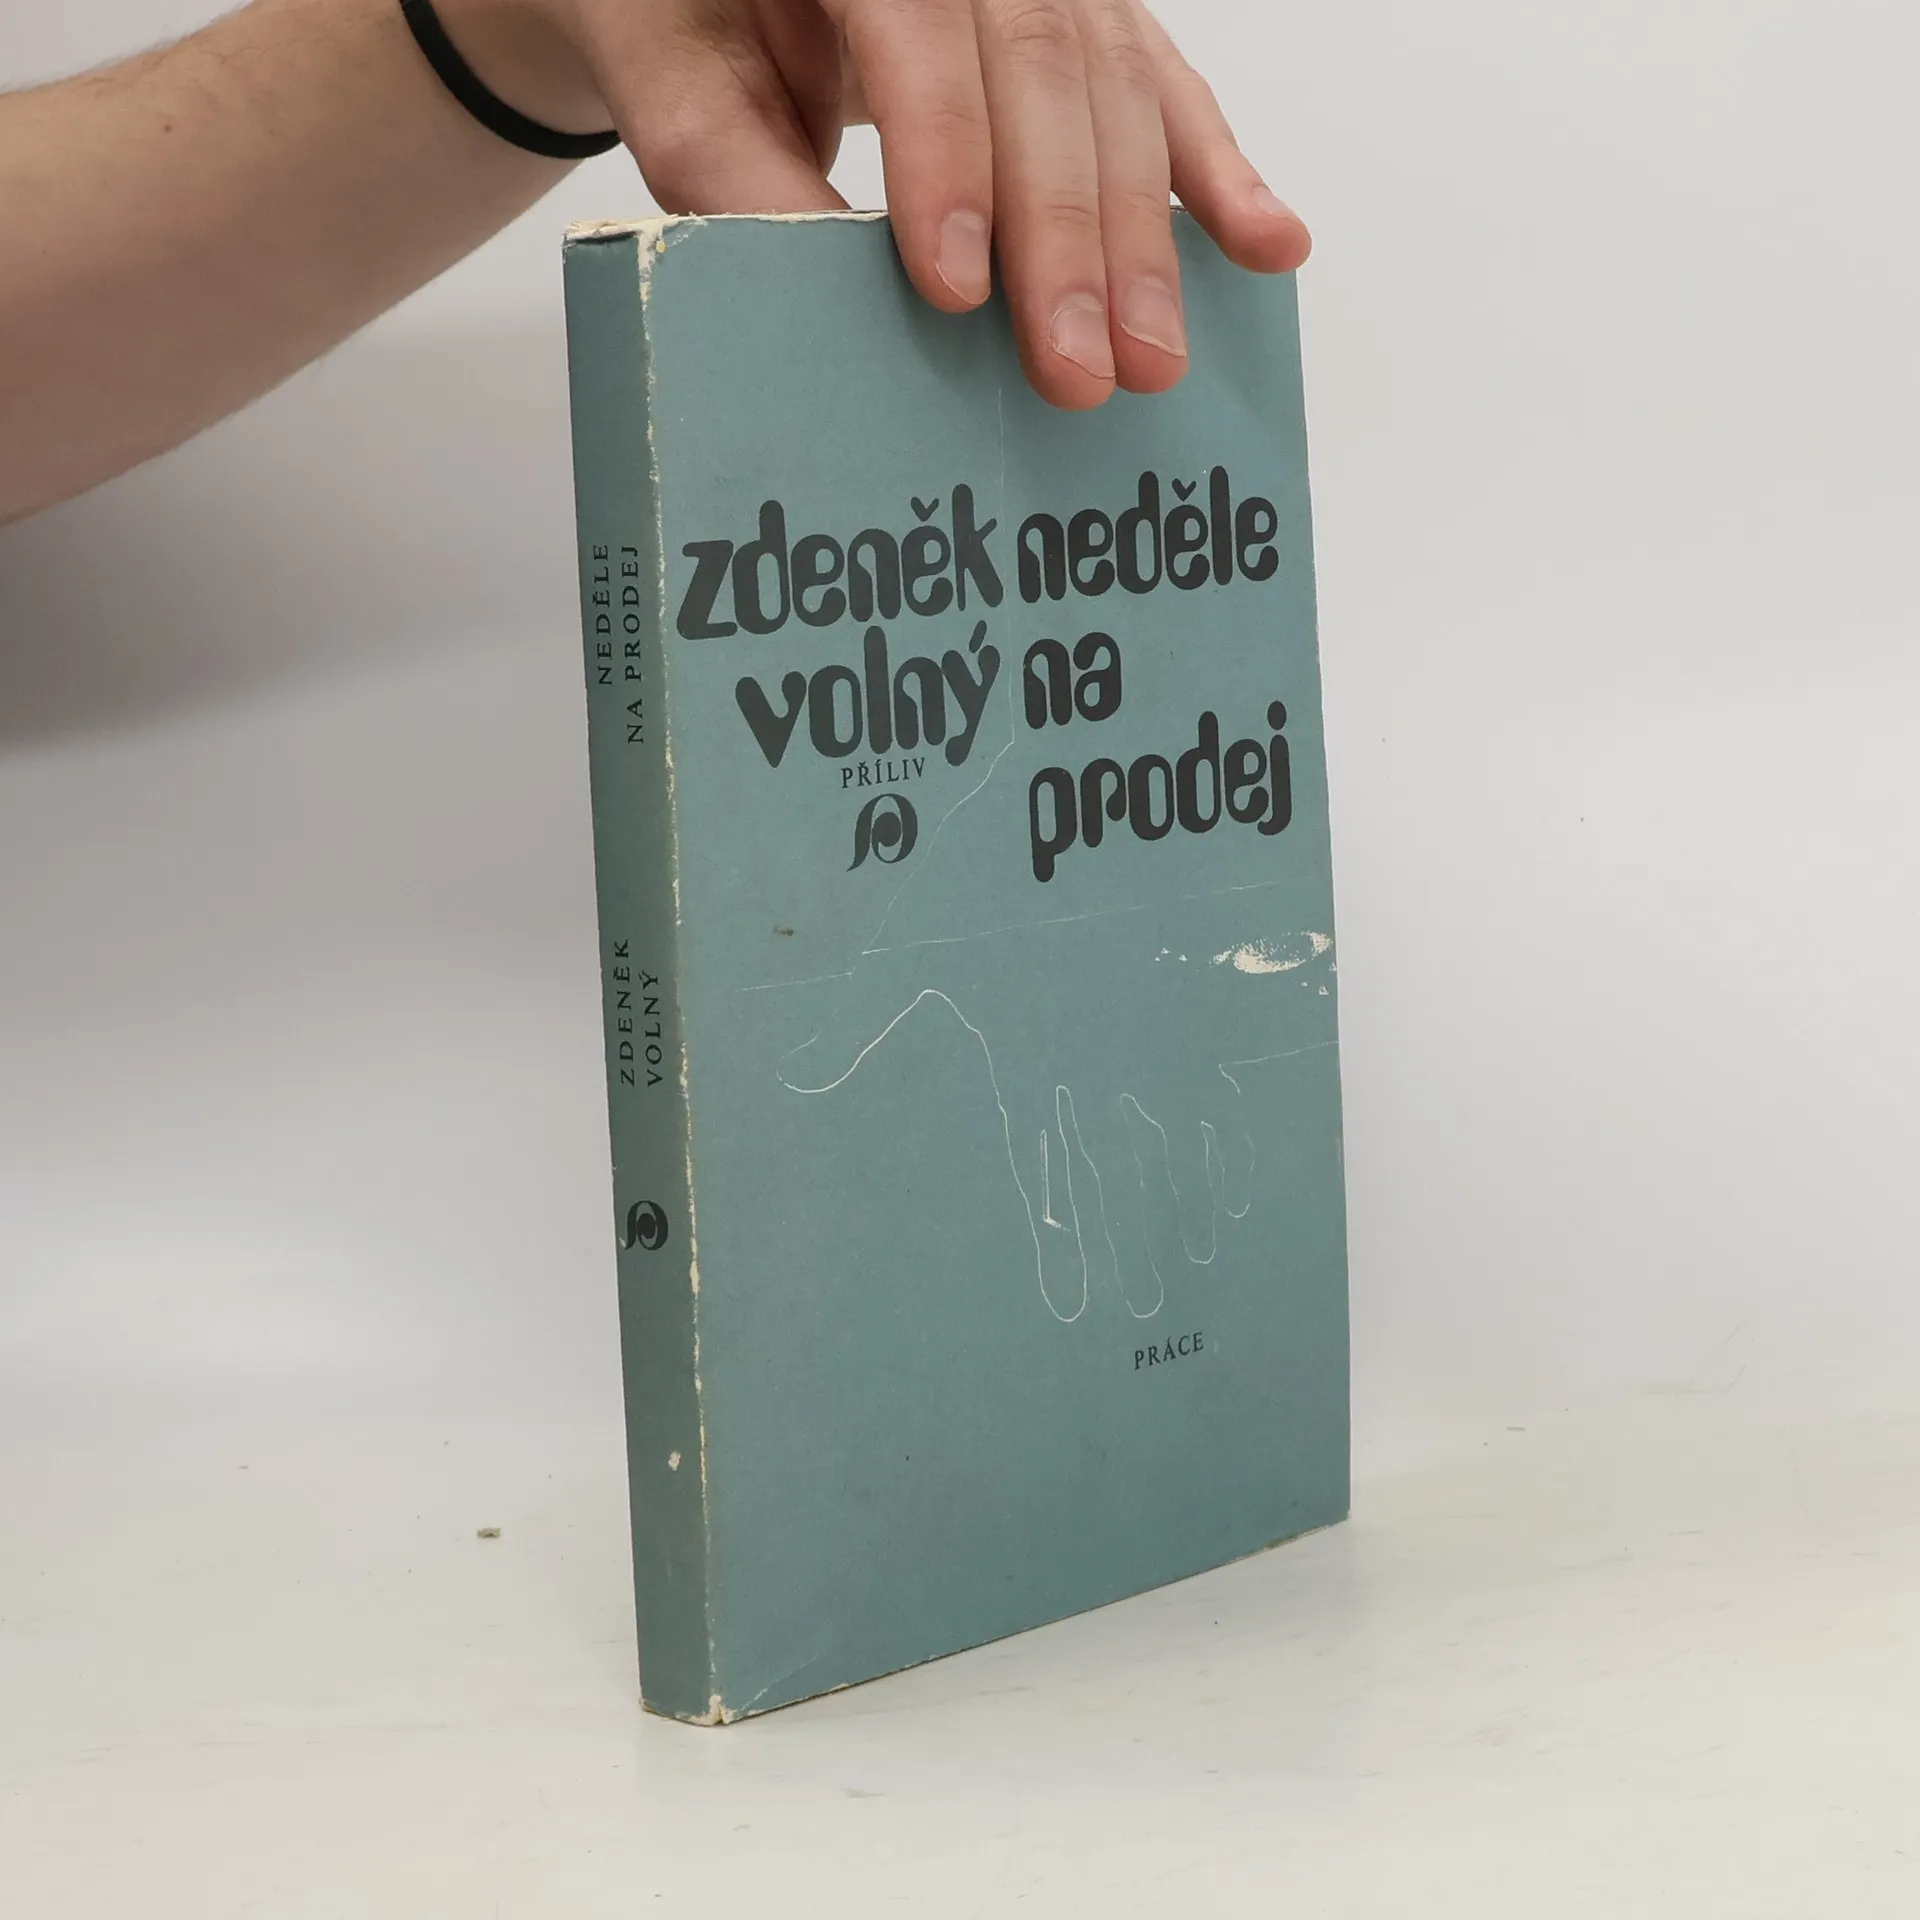 NEDĚLE
NA PRODEJ
ZDENĚK
VOLNÝ
zdeněk
volný
PŘÍLIV
neděle
na
prodej
PRÁCE